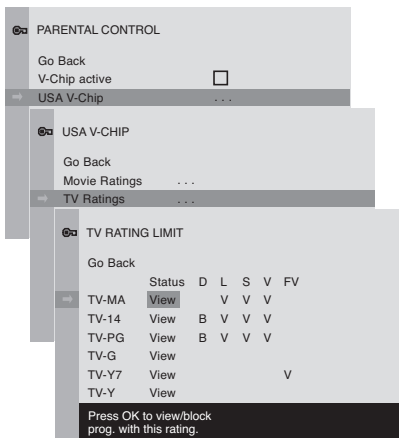 PARENTAL CONTROL
Go Back
V-Chip active
USA V-Chip . . .
USA V-CHIP
Go Back
Movie Ratings . . .
TV Ratings . . .
TV RATING LIMIT
Go Back
Status D L S V FV
TV-MA View V V V
TV-14 View B V V V
TV-PG View B V V V
TV-G View
TV-Y7 View V
TV-Y View
Press OK to view/block
prog. with this rating.